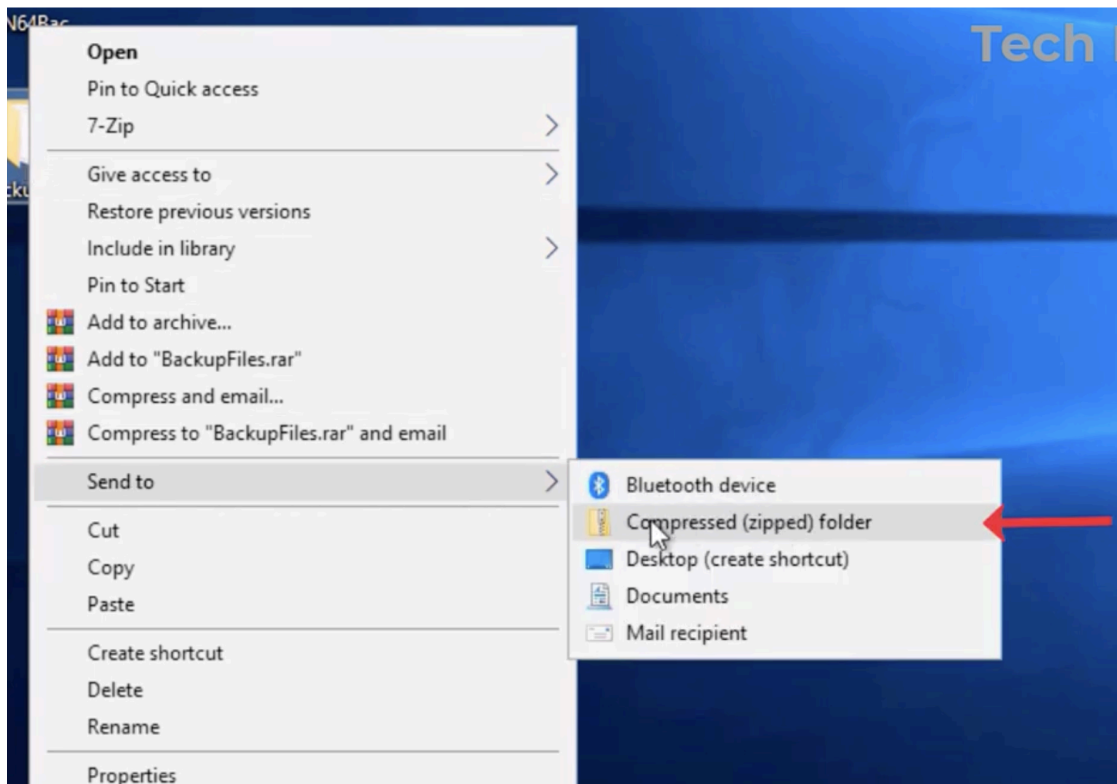 N64Bac
Tech
Open
Pin to Quick access
7-Zip
Give access to
Restore previous versions
Include in library
Pin to Start
Add to archive...
Add to "BackupFiles.rar"
Compress and email...
Compress to "BackupFiles.rar" and email
Send to
Bluetooth device
Compressed (zipped) folder
Desktop (create shortcut)
Documents
Mail recipient
Cut
Copy
Paste
Create shortcut
Delete
Rename
Properties